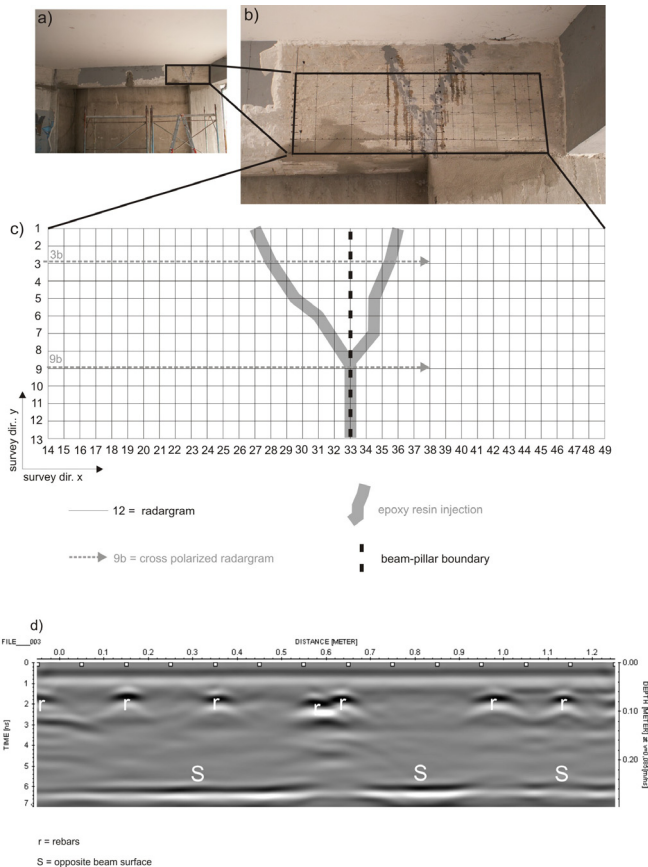 a)
b)
c)
1
2
3
4
5
6
7
8
9
10
11
12
13
3b
9b
survey dir.. y
14 15 16 17 18 19 20 21 22 23 24 25 26 27 28 29 30 31 32 33 34 35 36 37 38 39 40 41 42 43 44 45 46 47 48 49
survey dir. x
12 = radargram
epoxy resin injection
9b = cross polarized radargram
beam-pillar boundary
d)
FILE____003
DISTANCE [METER]
0.0 0.1 0.2 0.3 0.4 0.5 0.6 0.7 0.8 0.9 1.0 1.1 1.2
0
1
2
3
4
5
6
7
TIME [ns]
r r r r r r r
S S S
0.00
0.10
0.20
r = rebars
S = opposite beam surface